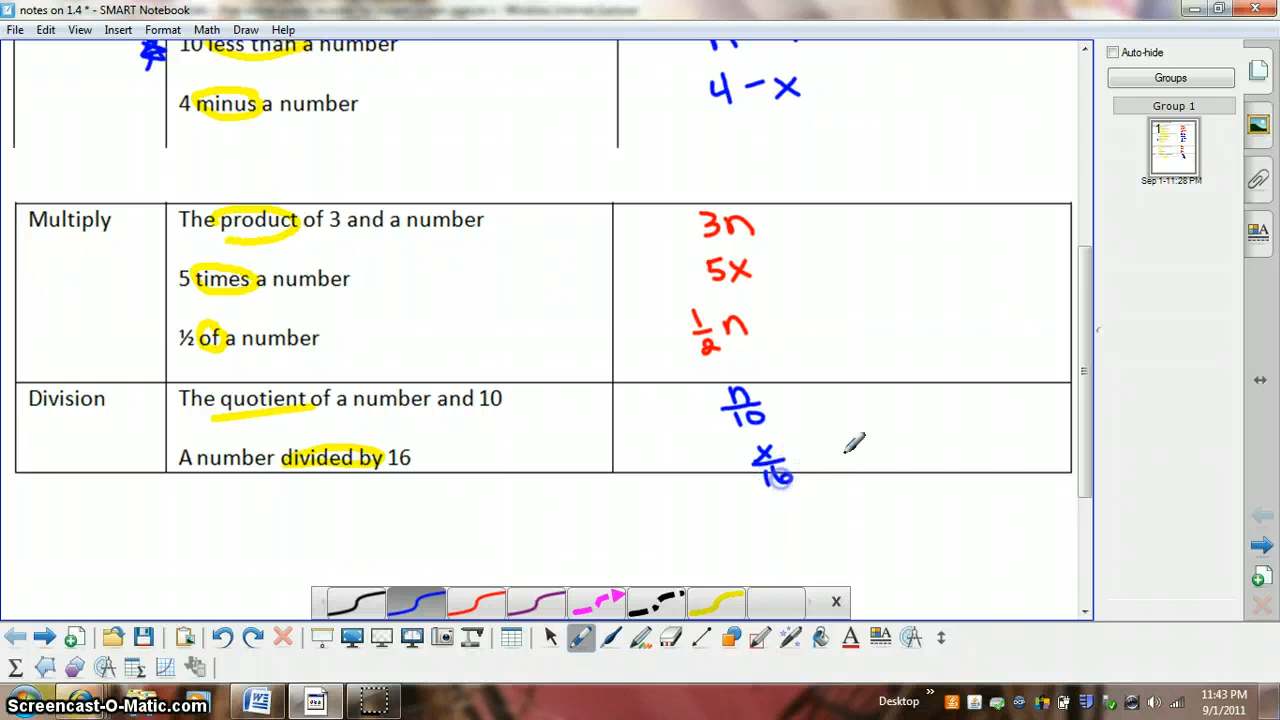 notes on 1.4 * - SMART Notebook
File Edit View Insert Format Math Draw Help
10 less than a number
4 minus a number
4 - x
Multiply
The product of 3 and a number
3n
5 times a number
5x
½ of a number
1/2 n
Division
The quotient of a number and 10
n/10
A number divided by 16
x/16
Auto-hide
Groups
Group 1
1
Sep 1-11:28 PM
x
Screencast-O-Matic.com
Desktop
11:43 PM
9/1/2011